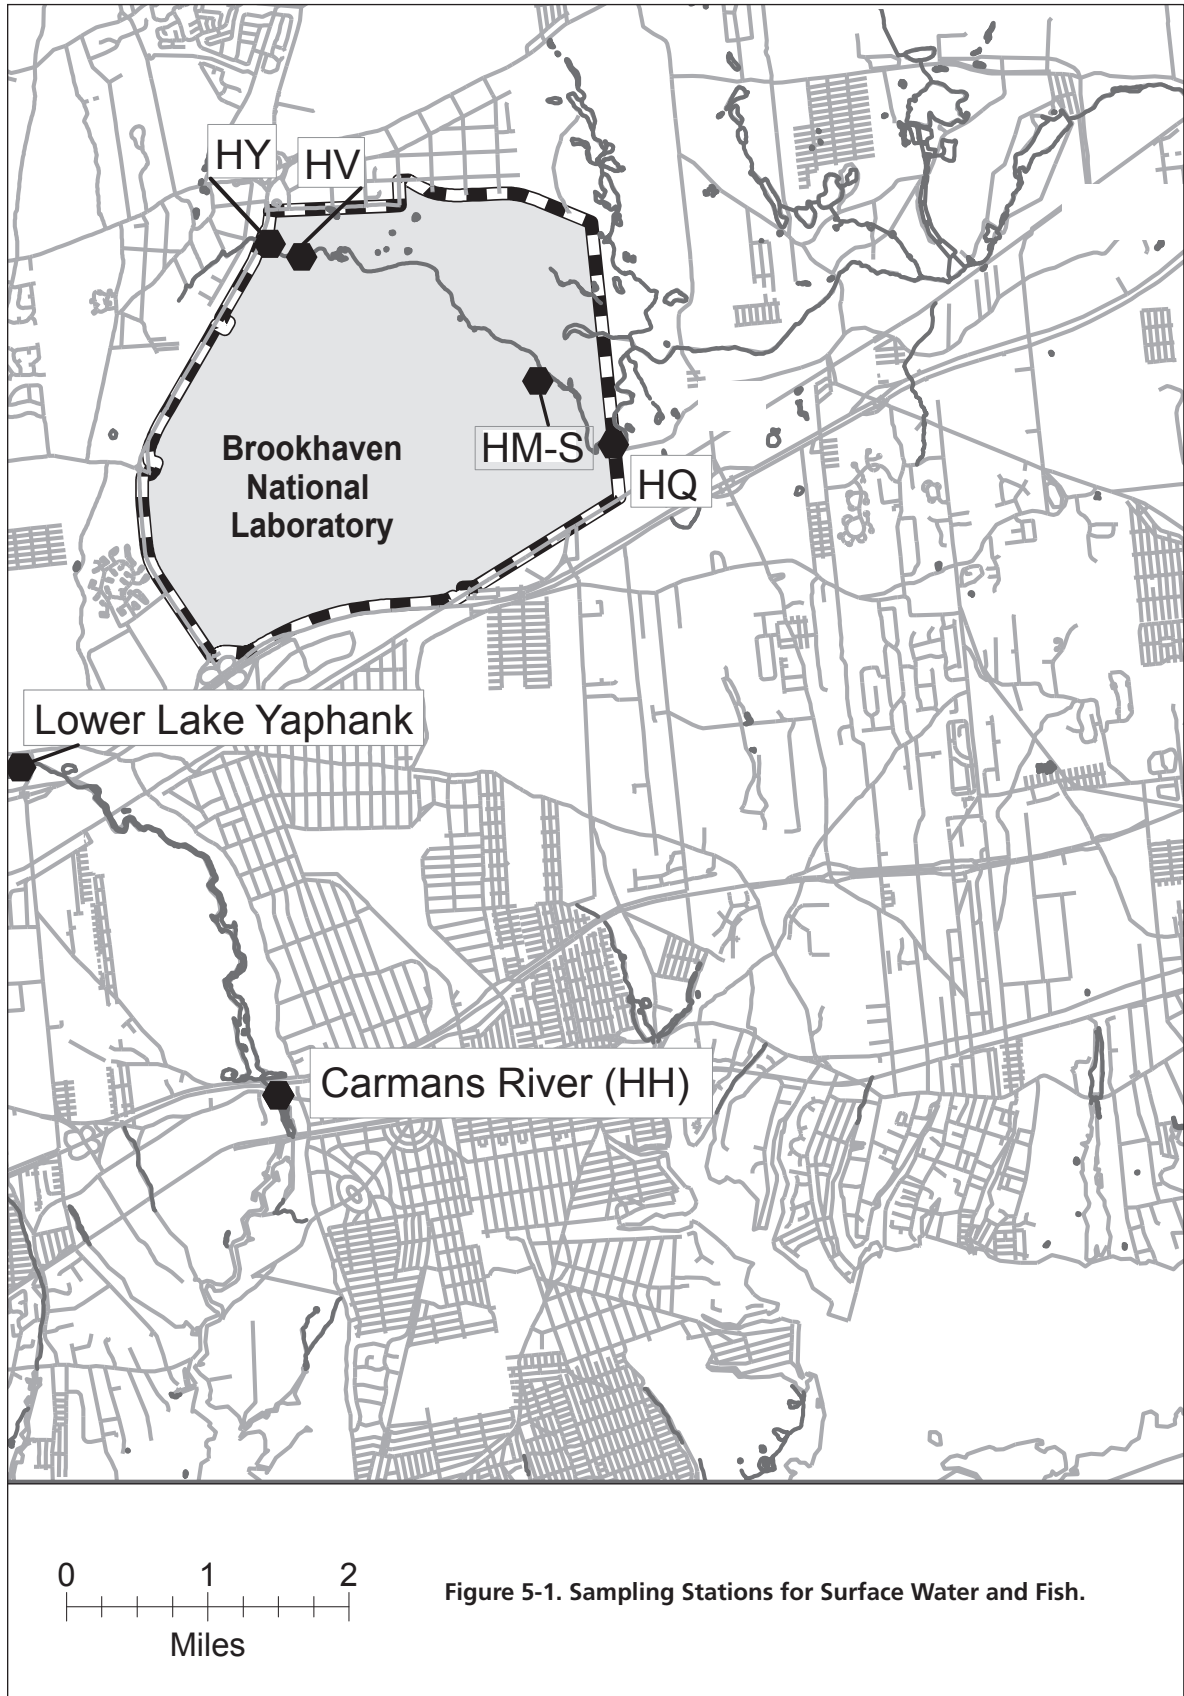 HY
HV
HM-S
HQ
Brookhaven
National
Laboratory
Lower Lake Yaphank
Carmans River (HH)
0 1 2
Miles
Figure 5-1. Sampling Stations for Surface Water and Fish.